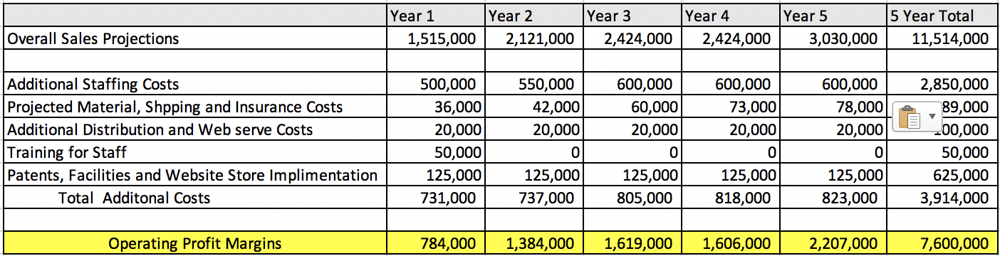 Year 1 Year 2 Year 3 Year 4 Year 5 5 Year Total
Overall Sales Projections 1,515,000 2,121,000 2,424,000 2,424,000 3,030,000 11,514,000
Additional Staffing Costs 500,000 550,000 600,000 600,000 600,000 2,850,000
Projected Material, Shpping and Insurance Costs 36,000 42,000 60,000 73,000 78,000 89,000
Additional Distribution and Web serve Costs 20,000 20,000 20,000 20,000 20,000
Training for Staff 50,000 0 0 0 0 50,000
Patents, Facilities and Website Store Implimentation 125,000 125,000 125,000 125,000 125,000 625,000
Total Additonal Costs 731,000 737,000 805,000 818,000 823,000 3,914,000
Operating Profit Margins 784,000 1,384,000 1,619,000 1,606,000 2,207,000 7,600,000